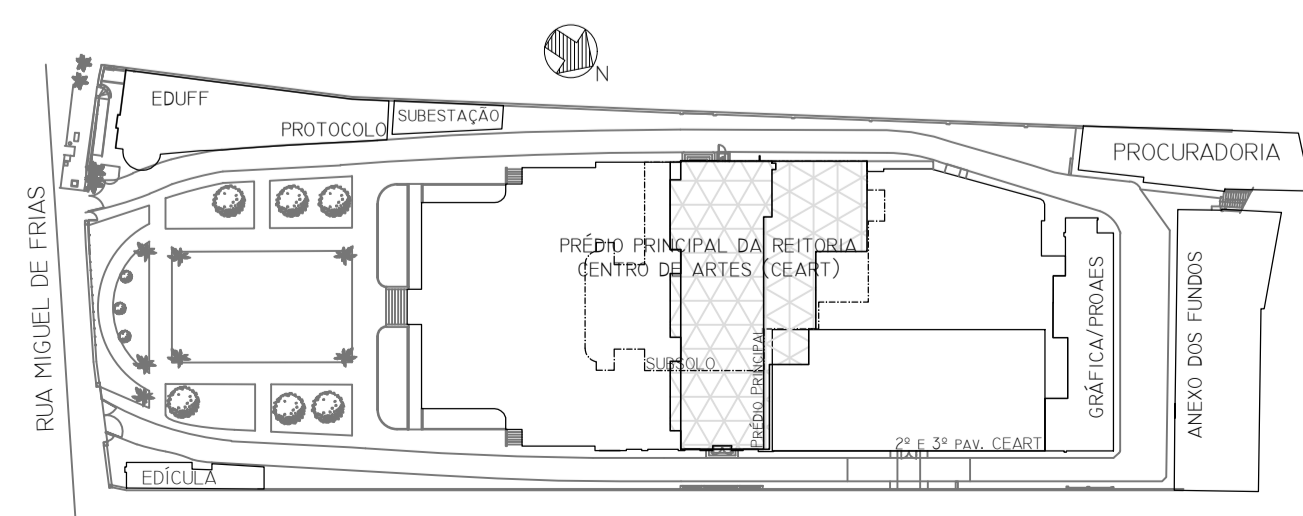 N
EDUFF
PROTOCOLO
SUBESTAÇÃO
PROCURADORIA
RUA MIGUEL DE FRIAS
PRÉDIO PRINCIPAL DA REITORIA
CENTRO DE ARTES (CEART)
SUBSOLO
PRÉDIO PRINCIPAL
2º E 3º PAV. CEART
GRÁFICA/PROAES
ANEXO DOS FUNDOS
EDÍCULA